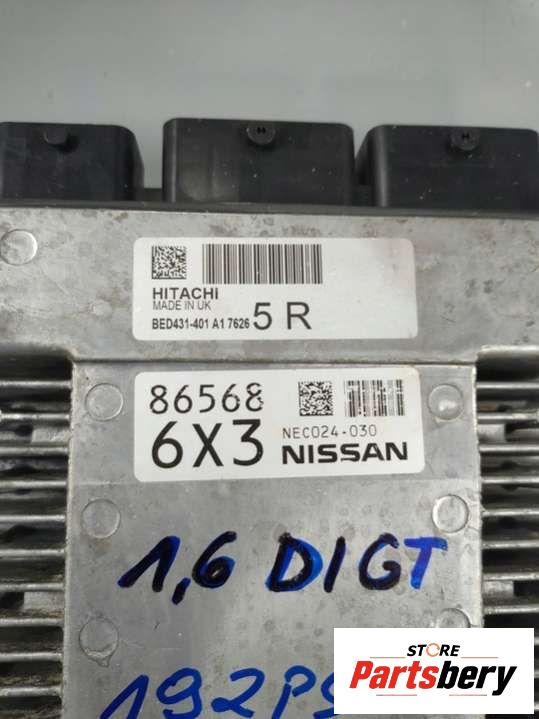 HITACHI
MADE IN UK
BED431-401 A1 7626 5 R
86568
6X3
NEC024-030
NISSAN
1,6 DIGT
192PS
STORE
Partsbery